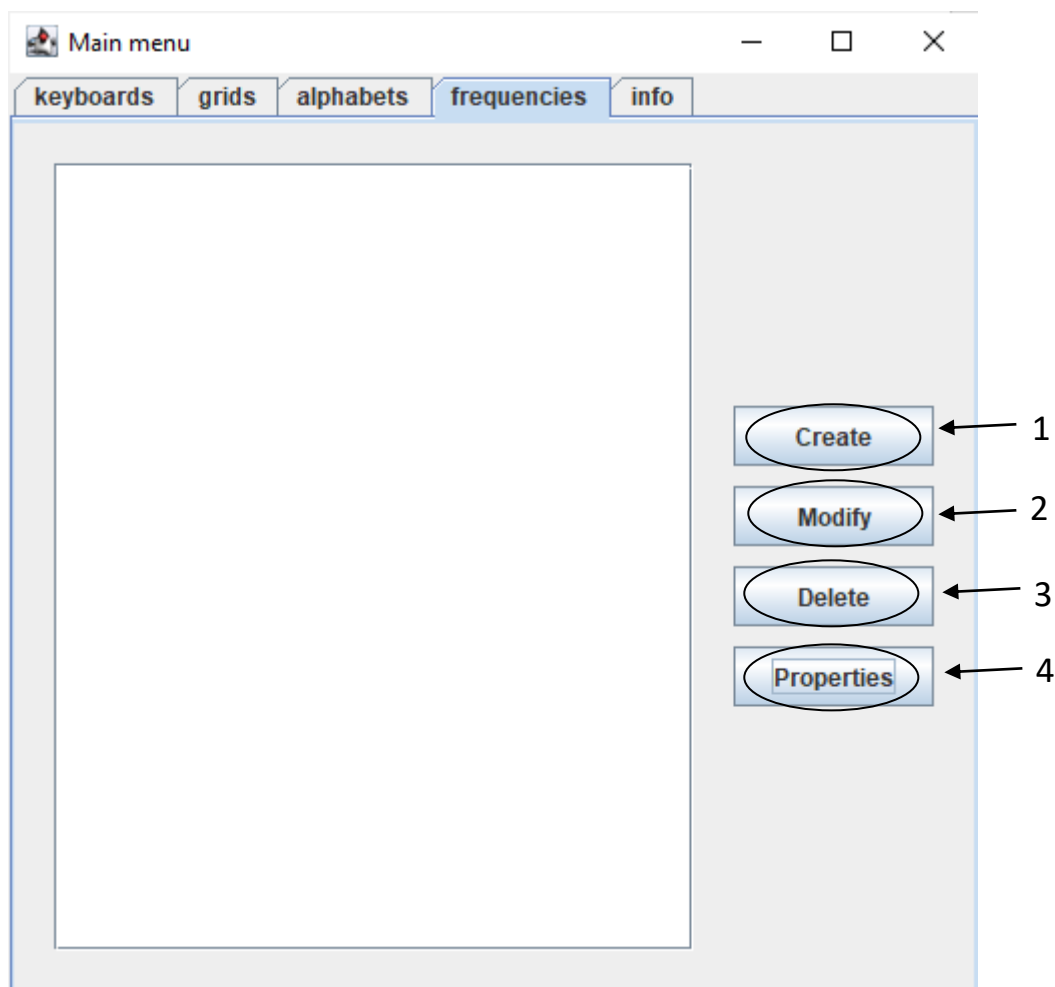 Main menu
keyboards grids alphabets frequencies info
Create 1
Modify 2
Delete 3
Properties 4